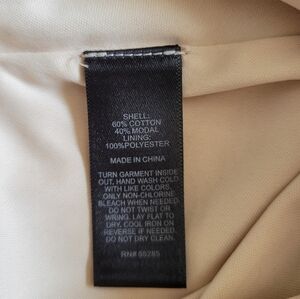 SHELL:
60% COTTON
40% MODAL
LINING:
100%POLYESTER
MADE IN CHINA
TURN GARMENT INSIDE
OUT, HAND WASH COLD
WITH LIKE COLORS,
ONLY NON-CHLORINE
BLEACH WHEN NEEDED.
DO NOT TWIST OR
WRING. LAY FLAT TO
DRY, COOL IRON ON
REVERSE IF NEEDED.
DO NOT DRY CLEAN.
RN# 55285